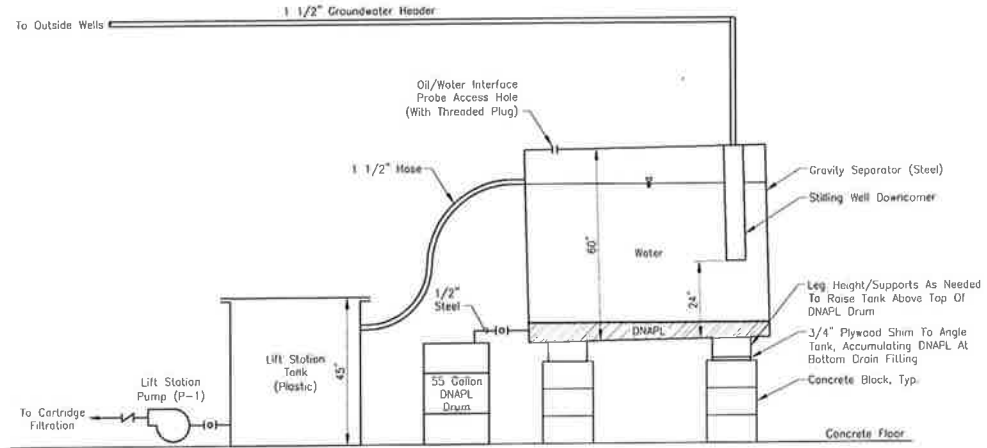 1 1/2" Groundwater Header
To Outside Wells
Oil/Water Interface
Probe Access Hole
(With Threaded Plug)
1 1/2" Hose
Gravity Separator (Steel)
Stilling Well Downcomer
60"
Water
24"
1/2"
Steel
Leg Height/Supports As Needed
To Raise Tank Above Top Of
DNAPL Drum
DNAPL
3/4" Plywood Shim To Angle
Tank, Accumulating DNAPL At
Bottom Drain Filling
Lift Station
Tank
(Plastic)
45"
55 Gallon
DNAPL
Drum
Concrete Block, Typ.
Lift Station
Pump (P-1)
To Cartridge
Filtration
Concrete Floor